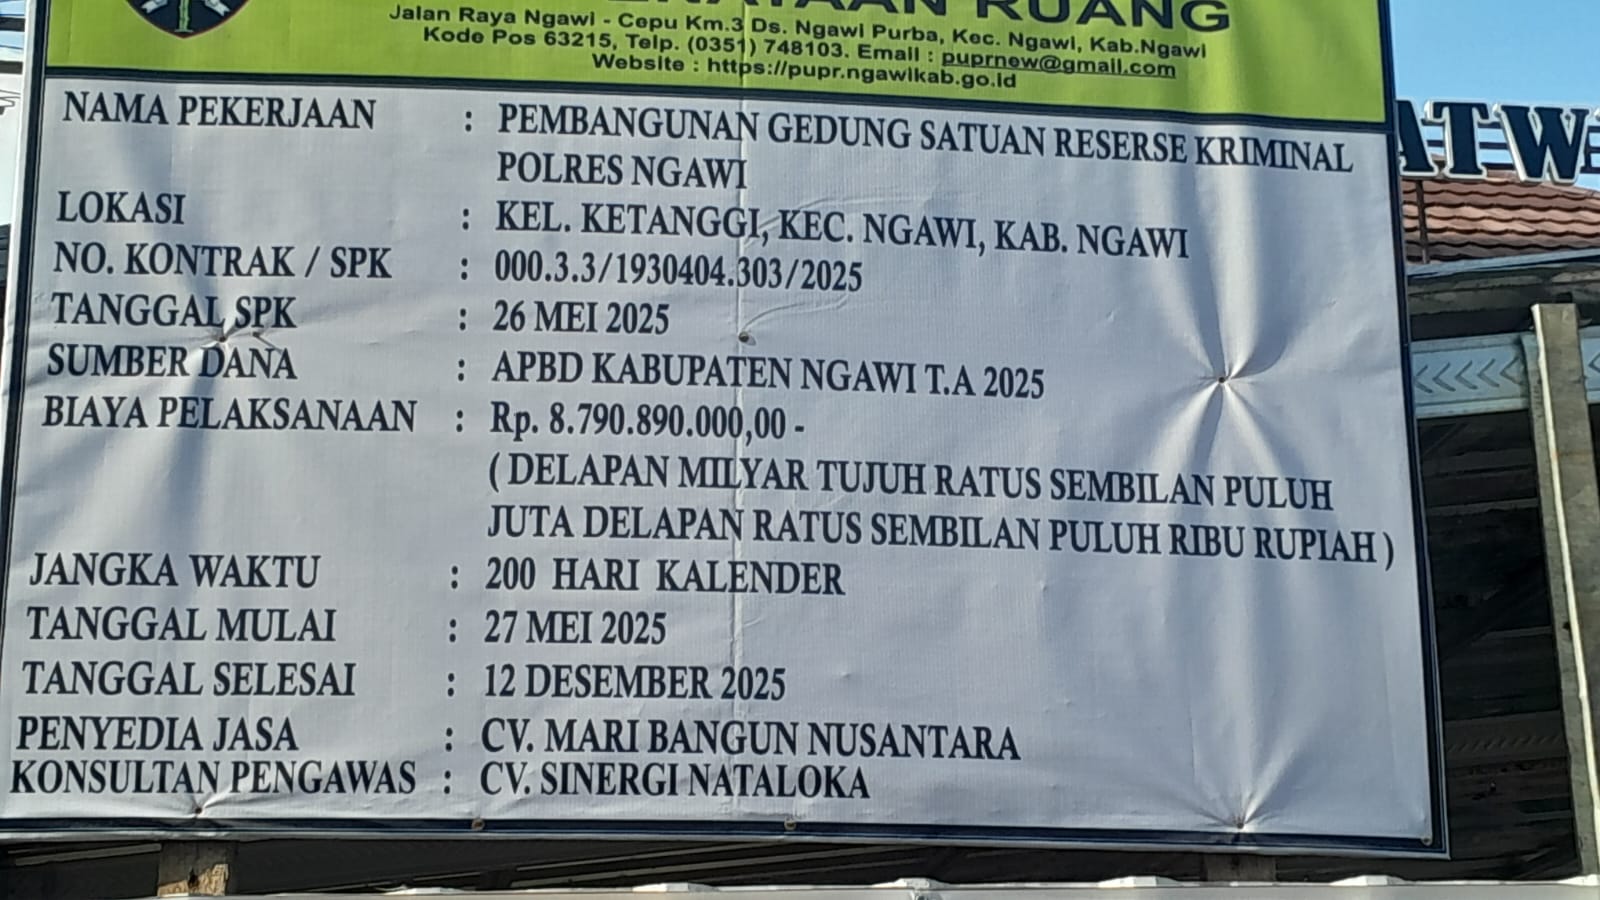 RUANG
Jalan Raya Ngawi - Cepu Km.3 Ds. Ngawi Purba, Kec. Ngawi, Kab.Ngawi
Kode Pos 63215, Telp. (0351) 748103. Email : puprnew@gmail.com
Website : https://pupr.ngawikab.go.id
NAMA PEKERJAAN : PEMBANGUNAN GEDUNG SATUAN RESERSE KRIMINAL
POLRES NGAWI
LOKASI : KEL. KETANGGI, KEC. NGAWI, KAB. NGAWI
NO. KONTRAK / SPK : 000.3.3/1930404.303/2025
TANGGAL SPK : 26 MEI 2025
SUMBER DANA : APBD KABUPATEN NGAWI T.A 2025
BIAYA PELAKSANAAN : Rp. 8.790.890.000,00 -
( DELAPAN MILYAR TUJUH RATUS SEMBILAN PULUH
JUTA DELAPAN RATUS SEMBILAN PULUH RIBU RUPIAH )
JANGKA WAKTU : 200 HARI KALENDER
TANGGAL MULAI : 27 MEI 2025
TANGGAL SELESAI : 12 DESEMBER 2025
PENYEDIA JASA : CV. MARI BANGUN NUSANTARA
KONSULTAN PENGAWAS : CV. SINERGI NATALOKA